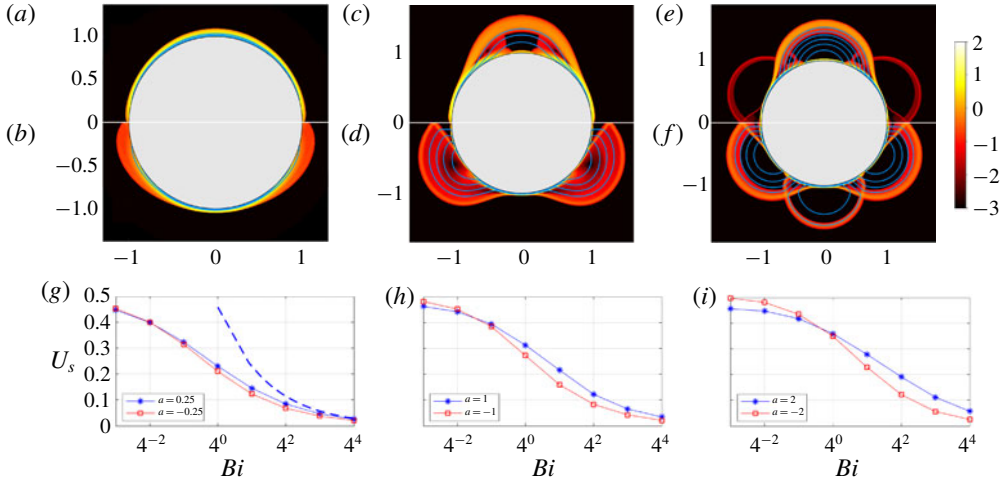 (a) (c) (e)
1.0 1 1 2
0.5 1
(b) 0 (d) 0 (f) 0 0
−0.5 −1
−1.0 −1 −1 −2
−3
−1 0 1 −1 0 1 −1 0 1
(g) (h) (i)
0.5
0.4
0.3
U_s 0.2
0.1 a = 0.25 a = 1 a = 2
0 a = −0.25 a = −1 a = −2
4^−2 4^0 4^2 4^4 4^−2 4^0 4^2 4^4 4^−2 4^0 4^2 4^4
Bi Bi Bi